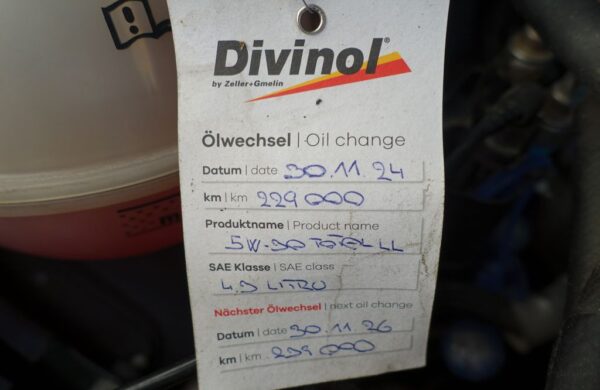 Divinol®
by Zeller+Gmelin
Ölwechsel | Oil change
Datum | date 30.11.24
km | km 229000
Produktname | Product name
5W-30 TOTAL LL
SAE Klasse | SAE class
4.5 LITRU
Nächster Ölwechsel | next oil change
Datum | date 30.11.26
km | km 259000